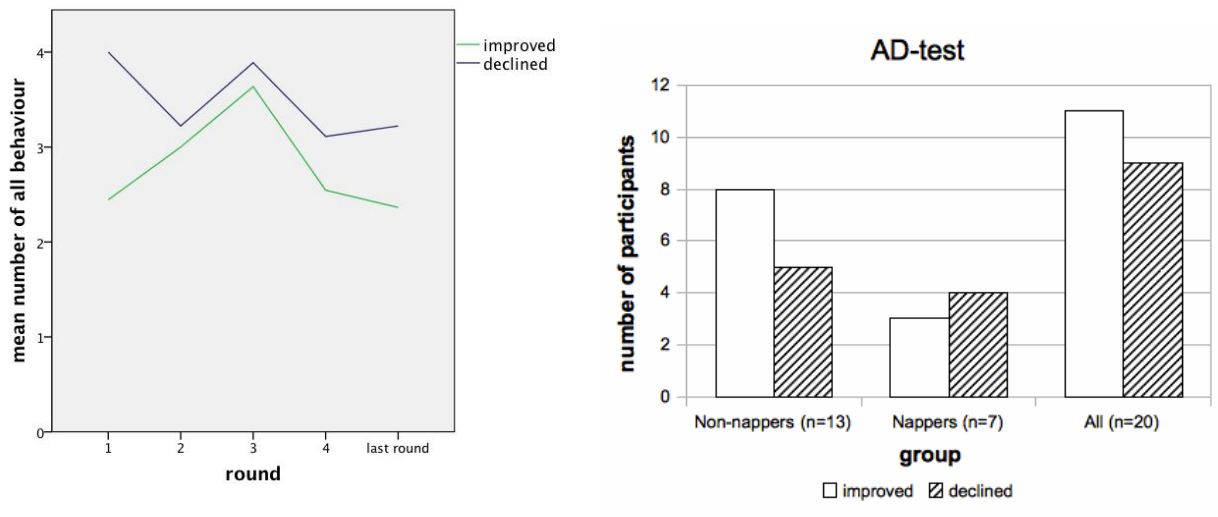 improved
declined
4
3
2
1
0
mean number of all behaviour
1 2 3 4 last round
round
AD-test
12
10
8
6
4
2
0
number of participants
Non-nappers (n=13) Nappers (n=7) All (n=20)
group
improved declined